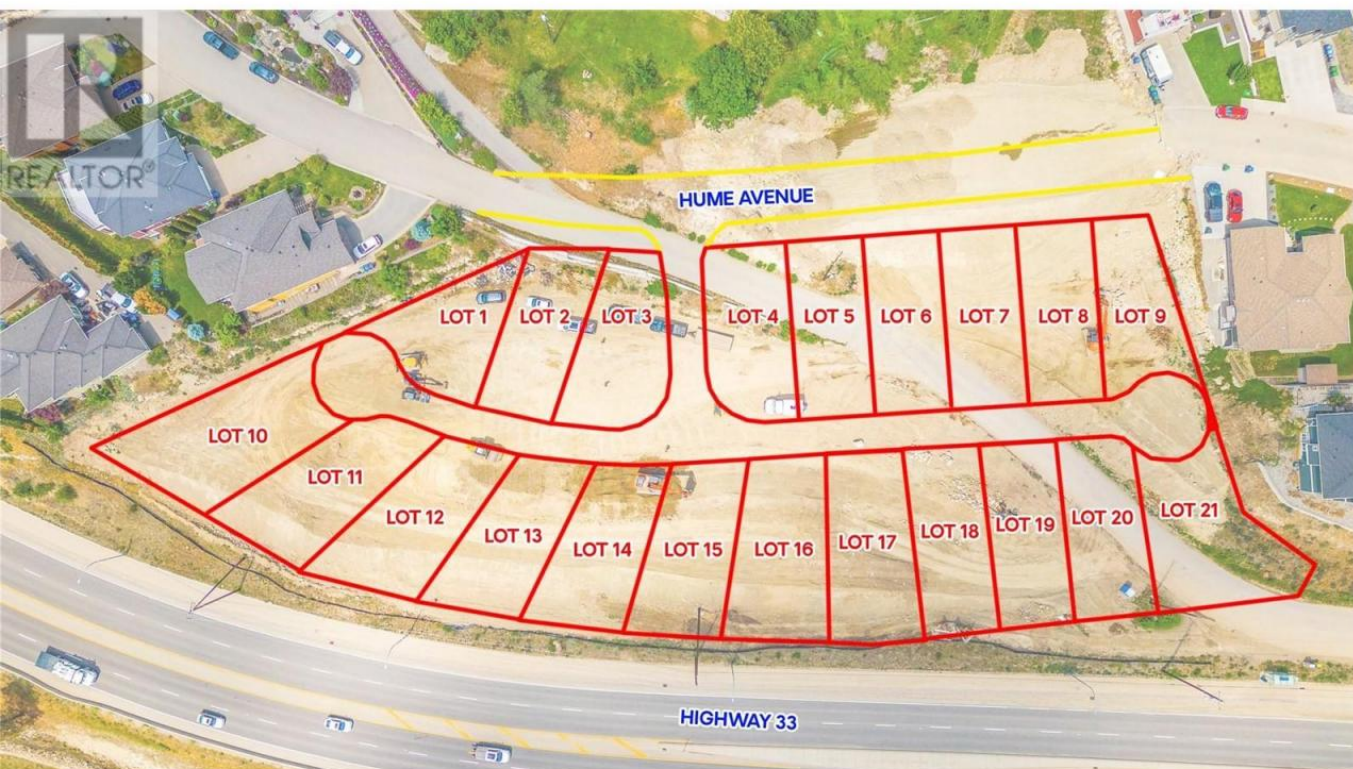 REALTOR®
HUME AVENUE
LOT 1
LOT 2
LOT 3
LOT 4
LOT 5
LOT 6
LOT 7
LOT 8
LOT 9
LOT 10
LOT 11
LOT 12
LOT 13
LOT 14
LOT 15
LOT 16
LOT 17
LOT 18
LOT 19
LOT 20
LOT 21
HIGHWAY 33